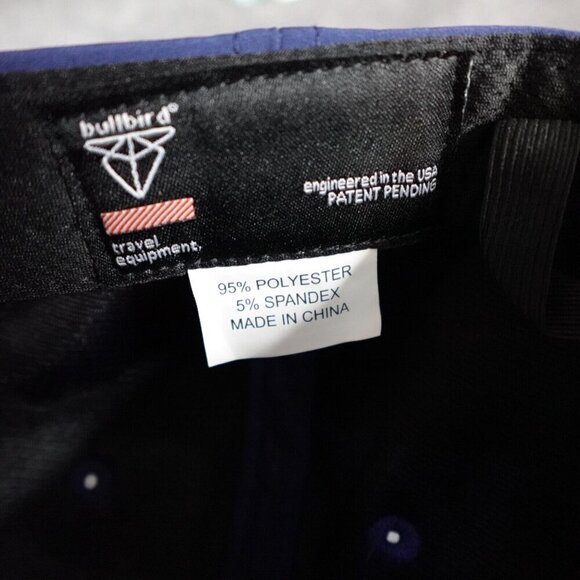 bullbird®
travel
equipment.
engineered in the USA
PATENT PENDING
95% POLYESTER
5% SPANDEX
MADE IN CHINA